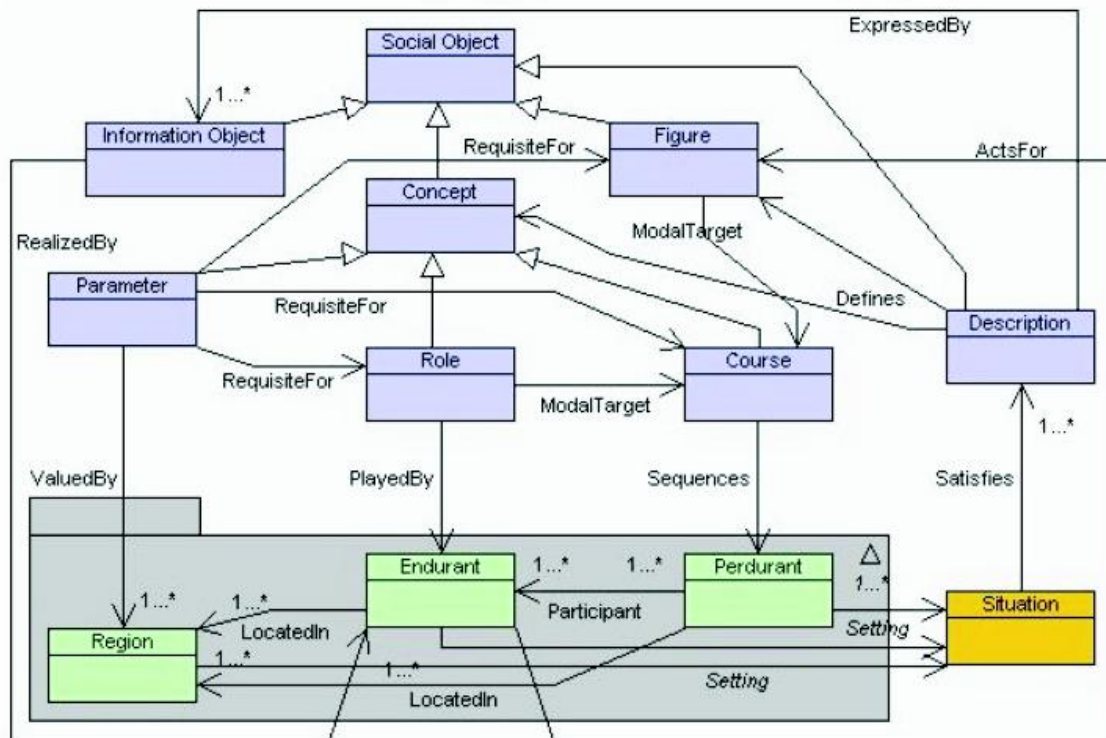 ExpressedBy
Social Object
1...*
Information Object
RequisiteFor
Figure
ActsFor
Concept
RealizedBy
ModalTarget
Parameter
RequisiteFor
Defines
Description
Role
Course
RequisiteFor
ModalTarget
1...*
ValuedBy
PlayedBy
Sequences
Satisfies
Endurant
1...*
1...*
Perdurant
1...*
1...*
1...*
Participant
Situation
Region
LocatedIn
Setting
1...*
1...*
Setting
LocatedIn